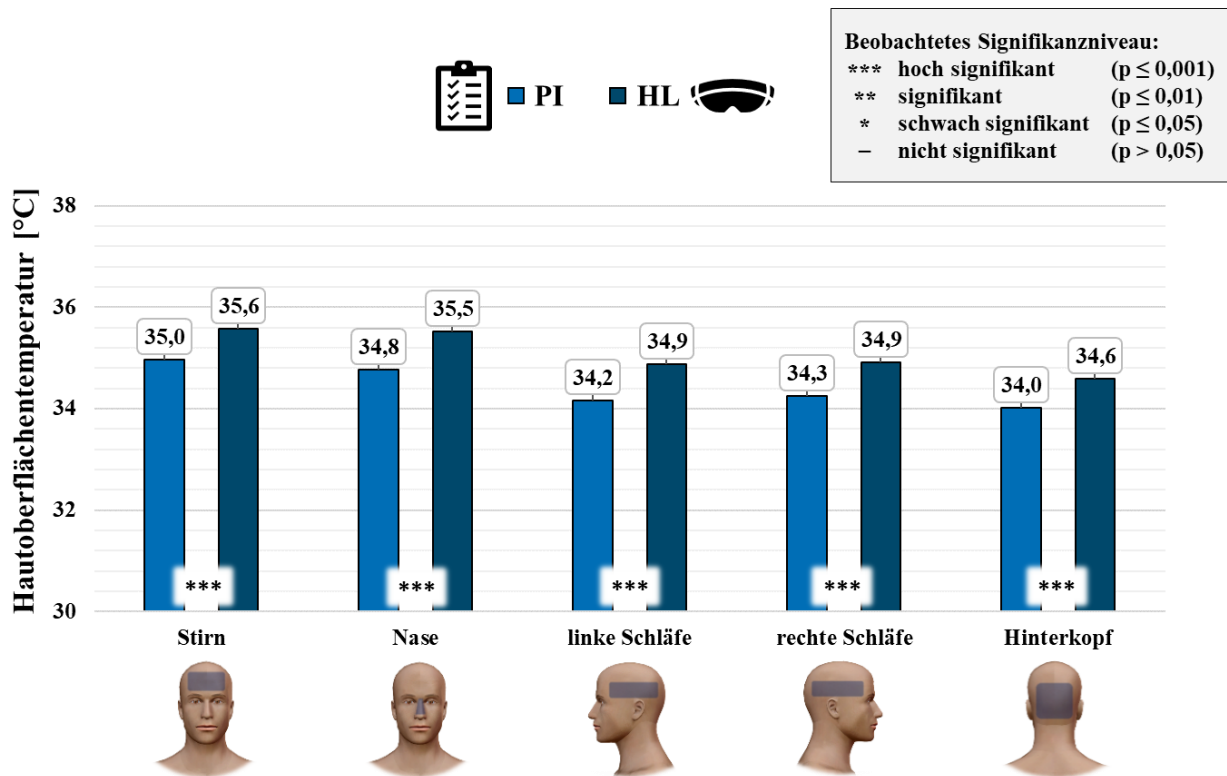 Beobachtetes Signifikanzniveau:
*** hoch signifikant (p ≤ 0,001)
** signifikant (p ≤ 0,01)
* schwach signifikant (p ≤ 0,05)
– nicht signifikant (p > 0,05)
PI HL
Hautoberflächentemperatur [°C]
38
36
34
32
30
35,0 35,6 34,8 35,5 34,2 34,9 34,3 34,9 34,0 34,6
*** *** *** *** ***
Stirn Nase linke Schläfe rechte Schläfe Hinterkopf